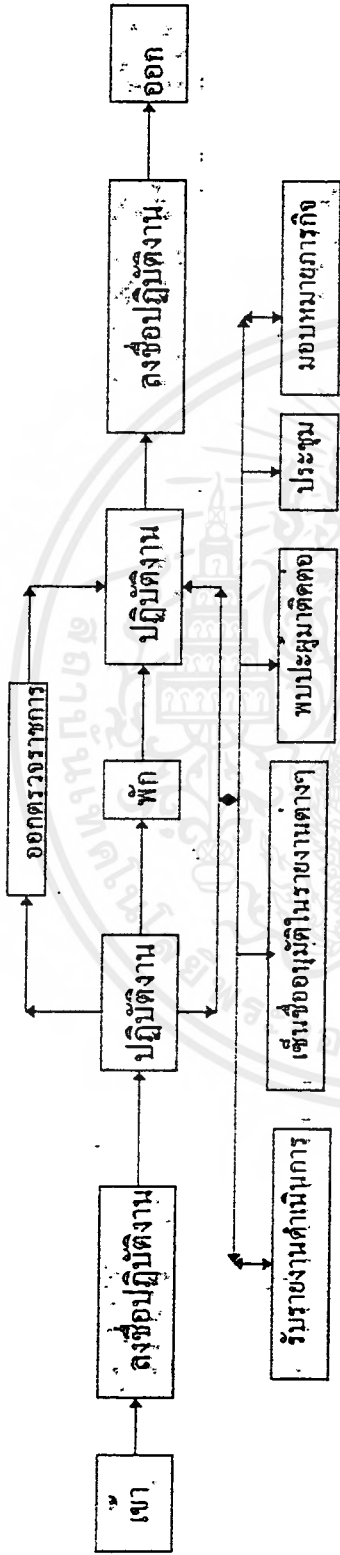 เขา
ลงชื่อปฏิบัติงาน
ปฏิบัติงาน
ออกตรวจราชการ
พัก
ปฏิบัติงาน
ลงชื่อปฏิบัติงาน
ออก
รับรายงานดำเนินการ
เซ็นชื่ออนุมัติในรายงานต่างๆ
พบปะผู้มาติดตอ
ประชุม
มอบหมายภารกิจ